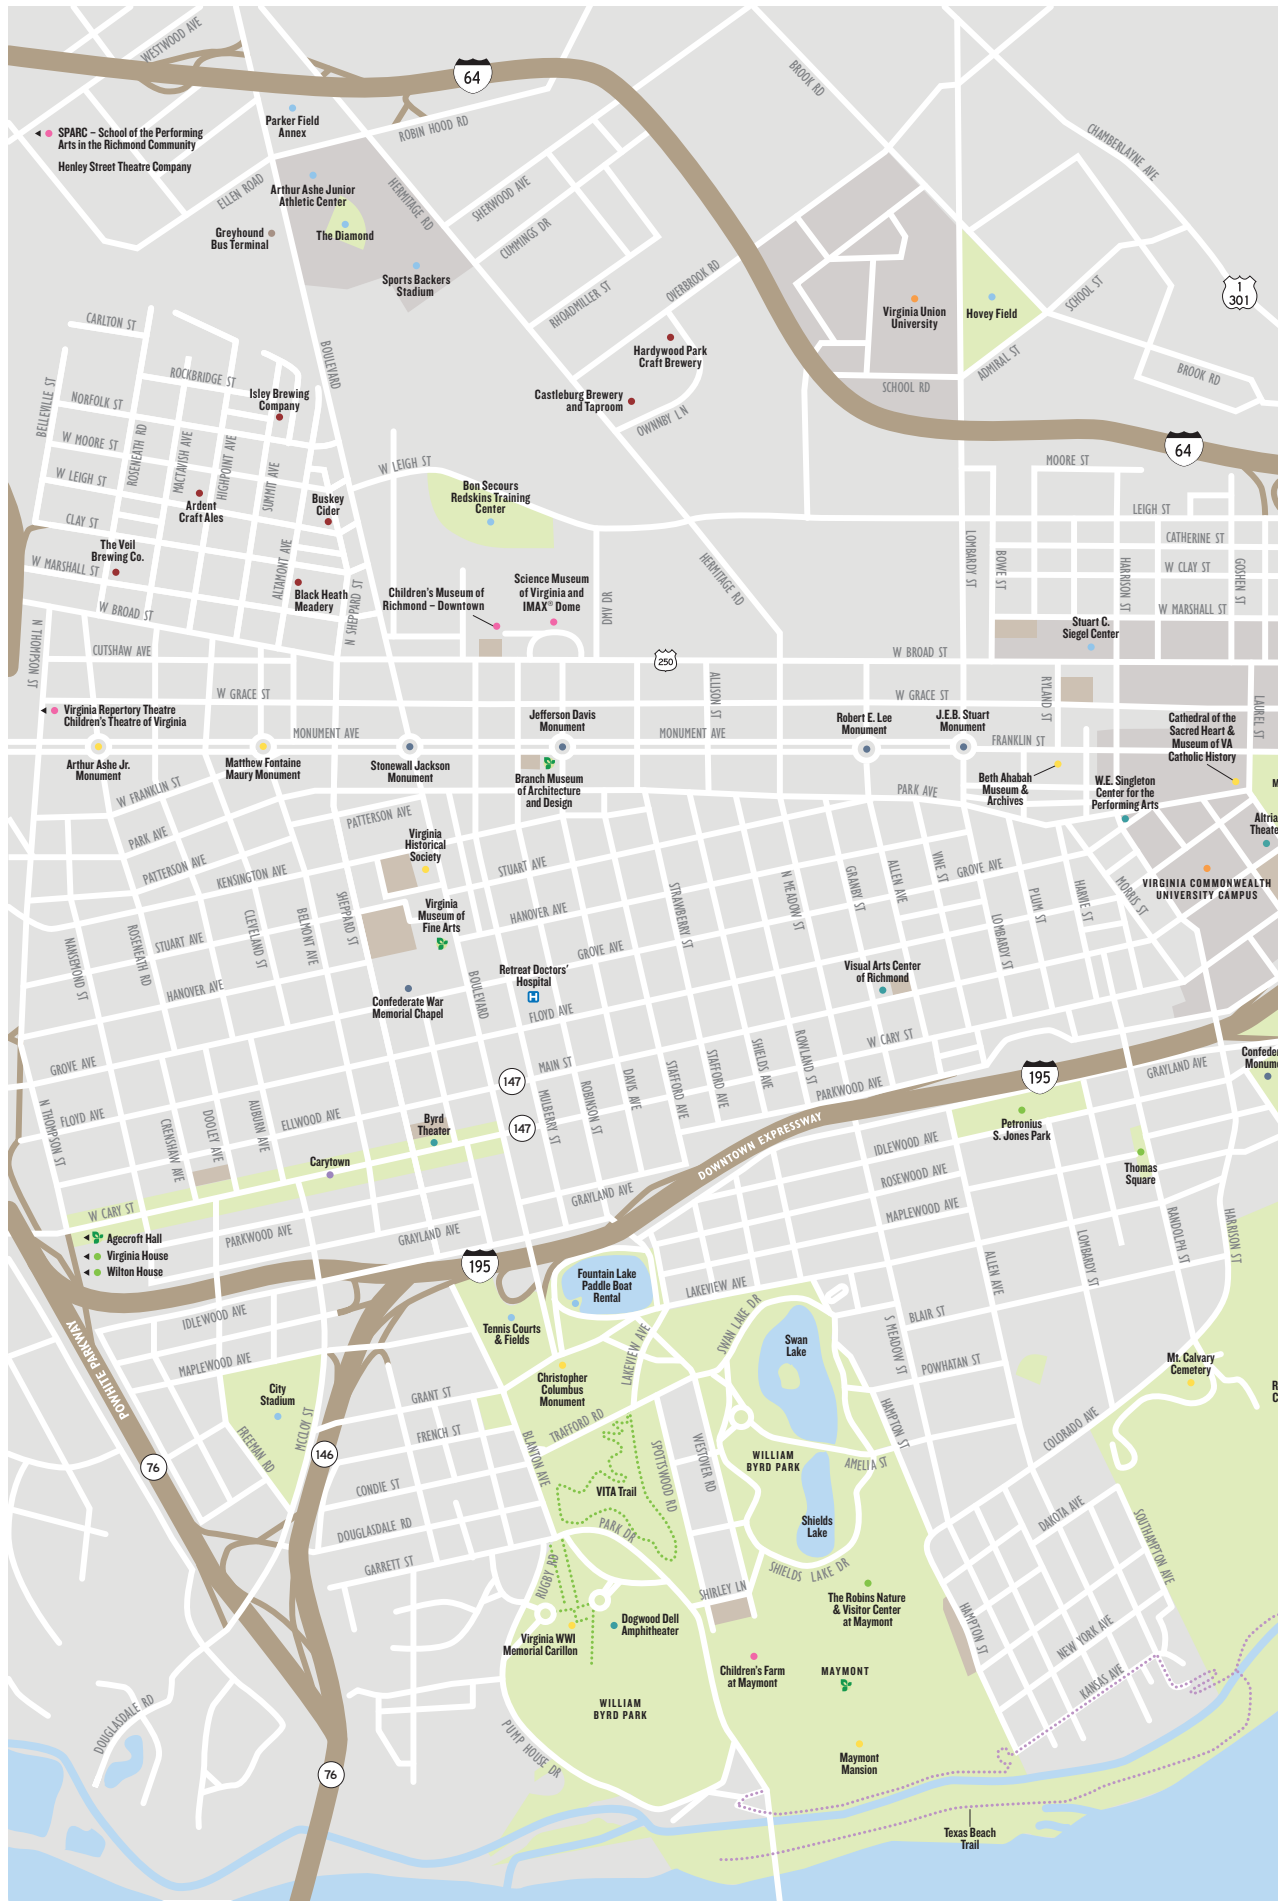 WESTWOOD AVE
64
BROOK RD
Parker Field
Annex
ROBIN HOOD RD
SPARC – School of the Performing
Arts in the Richmond Community
Henley Street Theatre Company
CHAMBERLAYNE AVE
ELLEN ROAD
Arthur Ashe Junior
Athletic Center
HERMITAGE RD
SHERWOOD AVE
CUMMINGS DR
Greyhound
Bus Terminal
The Diamond
Sports Backers
Stadium
OVERBROOK RD
RHOADMILLER ST
SCHOOL ST
1
301
Virginia Union
University
Hovey Field
CARLTON ST
BOULEVARD
Hardywood Park
Craft Brewery
ADMIRAL ST
BROOK RD
SCHOOL RD
ROCKBRIDGE ST
Isley Brewing
Company
Castleburg Brewery
and Taproom
OWNNBY LN
BELLEVILLE ST
NORFOLK ST
W MOORE ST
ROSENEATH RD
MACTAVISH AVE
HIGHPOINT AVE
SUMMIT AVE
W LEIGH ST
64
MOORE ST
W LEIGH ST
Ardent
Craft Ales
Buskey
Cider
Bon Secours
Redskins Training
Center
LEIGH ST
CLAY ST
The Veil
Brewing Co.
W MARSHALL ST
ALTAMONT AVE
HERMITAGE RD
LOMBARDY ST
BOWE ST
HARRISON ST
CATHERINE ST
W CLAY ST
GOSHEN ST
W BROAD ST
Black Heath
Meadery
N SHEPPARD ST
Children's Museum of
Richmond – Downtown
Science Museum
of Virginia and
IMAX® Dome
DMV DR
W MARSHALL ST
Stuart C.
Siegel Center
N THOMPSON ST
CUTSHAW AVE
250
W BROAD ST
W GRACE ST
ALLISON ST
W GRACE ST
RYLAND ST
LAUREL ST
Virginia Repertory Theatre
Children's Theatre of Virginia
MONUMENT AVE
Jefferson Davis
Monument
MONUMENT AVE
Robert E. Lee
Monument
J.E.B. Stuart
Monument
FRANKLIN ST
Cathedral of the
Sacred Heart &
Museum of VA
Catholic History
Arthur Ashe Jr.
Monument
Matthew Fontaine
Maury Monument
Stonewall Jackson
Monument
Branch Museum
of Architecture
and Design
Beth Ahabah
Museum &
Archives
W.E. Singleton
Center for the
Performing Arts
M
W FRANKLIN ST
PARK AVE
PATTERSON AVE
Altria
Theate
PARK AVE
Virginia
Historical
Society
PATTERSON AVE
KENSINGTON AVE
STUART AVE
GROVE AVE
VINE ST
ALLEN AVE
GRANBY ST
N MEADOW ST
STRAWBERRY ST
PLUM ST
HARVIE ST
MORRIS ST
VIRGINIA COMMONWEALTH
UNIVERSITY CAMPUS
SHEPPARD ST
Virginia
Museum of
Fine Arts
HANOVER AVE
NANSEMOND ST
ROSENEATH RD
STUART AVE
CLEVELAND ST
BELMONT AVE
GROVE AVE
LOMBARDY ST
HANOVER AVE
Confederate War
Memorial Chapel
BOULEVARD
Retreat Doctors'
Hospital
H
FLOYD AVE
Visual Arts Center
of Richmond
W CARY ST
GROVE AVE
MAIN ST
147
DAVIS AVE
STAFFORD AVE
STAFFORD AVE
SHIELDS AVE
ROWLAND ST
PARKWOOD AVE
195
GRAYLAND AVE
Confeder
Monume
N THOMPSON ST
FLOYD AVE
CRENSHAW AVE
DOOLEY AVE
AUBURN AVE
ELLWOOD AVE
Byrd
Theater
147
MULBERRY ST
ROBINSON ST
DOWNTOWN EXPRESSWAY
IDLEWOOD AVE
Petronius
S. Jones Park
Carytown
ROSEWOOD AVE
Thomas
Square
W CARY ST
GRAYLAND AVE
MAPLEWOOD AVE
Agecroft Hall
Virginia House
Wilton House
PARKWOOD AVE
GRAYLAND AVE
195
RANDOLPH ST
HARRISON ST
LOMBARDY ST
ALLEN AVE
Fountain Lake
Paddle Boat
Rental
LAKEVIEW AVE
IDLEWOOD AVE
Tennis Courts
& Fields
LAKEVIEW AVE
SWAN LAKE DR
Swan
Lake
S MEADOW ST
BLAIR ST
POWHITE PARKWAY
MAPLEWOOD AVE
POWHATAN ST
Mt. Calvary
Cemetery
City
Stadium
Christopher
Columbus
Monument
GRANT ST
R
C
FREEMAN RD
MCCLOY ST
FRENCH ST
BLANTON AVE
TRAFFORD RD
HAMPTON ST
COLORADO AVE
146
76
SPOTTSWOOD RD
WESTOVER RD
WILLIAM
BYRD PARK
AMELIA ST
CONDIE ST
VITA Trail
DOUGLASDALE RD
PARK DR
Shields
Lake
DAKOTA AVE
SOUTHAMPTON AVE
GARRETT ST
RUGBY RD
SHIRLEY LN
SHIELDS LAKE DR
The Robins Nature
& Visitor Center
at Maymont
HAMPTON ST
Dogwood Dell
Amphitheater
Virginia WWI
Memorial Carillon
NEW YORK AVE
Children's Farm
at Maymont
MAYMONT
KANSAS AVE
WILLIAM
BYRD PARK
DOUGLASDALE RD
PUMP HOUSE DR
Maymont
Mansion
76
Texas Beach
Trail